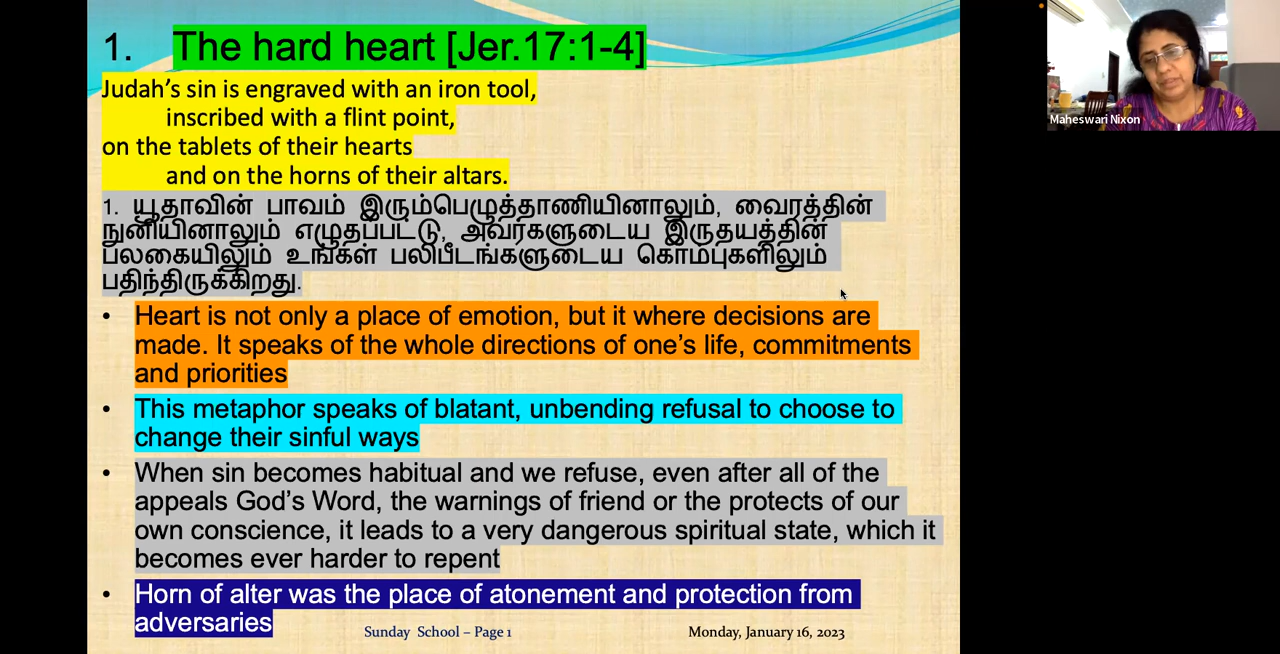 1. The hard heart [Jer.17:1-4]
Judah's sin is engraved with an iron tool,
inscribed with a flint point,
on the tablets of their hearts
and on the horns of their altars.
1. யூதாவின் பாவம் இரும்பெழுத்தாணியினாலும், வைரத்தின்
நுனியினாலும் எழுதப்பட்டு, அவர்களுடைய இருதயத்தின்
பலகையிலும் உங்கள் பலிபீடங்களுடைய கொம்புகளிலும்
பதிந்திருக்கிறது.
• Heart is not only a place of emotion, but it where decisions are
made. It speaks of the whole directions of one's life, commitments
and priorities
• This metaphor speaks of blatant, unbending refusal to choose to
change their sinful ways
• When sin becomes habitual and we refuse, even after all of the
appeals God's Word, the warnings of friend or the protects of our
own conscience, it leads to a very dangerous spiritual state, which it
becomes ever harder to repent
• Horn of alter was the place of atonement and protection from
adversaries
Sunday School – Page 1
Monday, January 16, 2023
Maheswari Nixon